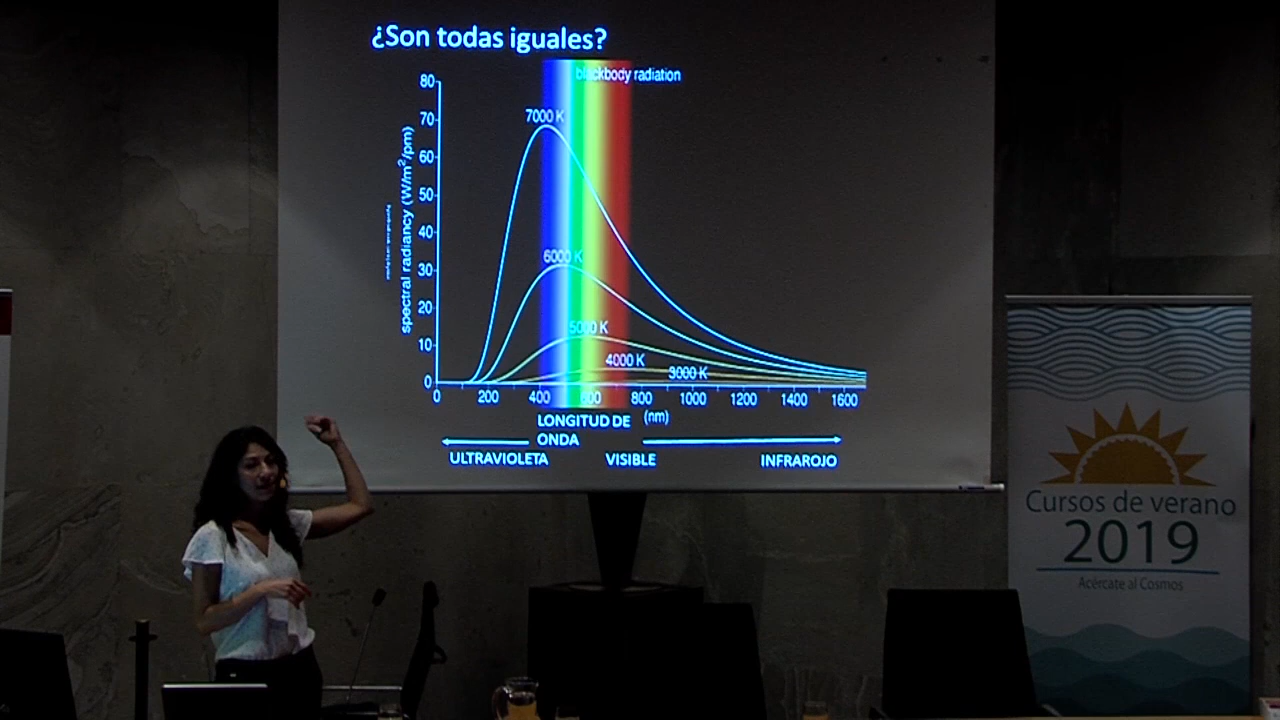 ¿Son todas iguales?
blackbody radiation
80
70
60
50
40
30
20
10
0
spectral radiancy (W/m²/pm)
7000 K
6000 K
5000 K
4000 K
3000 K
0 200 400 600 800 1000 1200 1400 1600
(nm)
LONGITUD DE
ONDA
ULTRAVIOLETA VISIBLE INFRAROJO
Cursos de verano
2019
Acércate al Cosmos